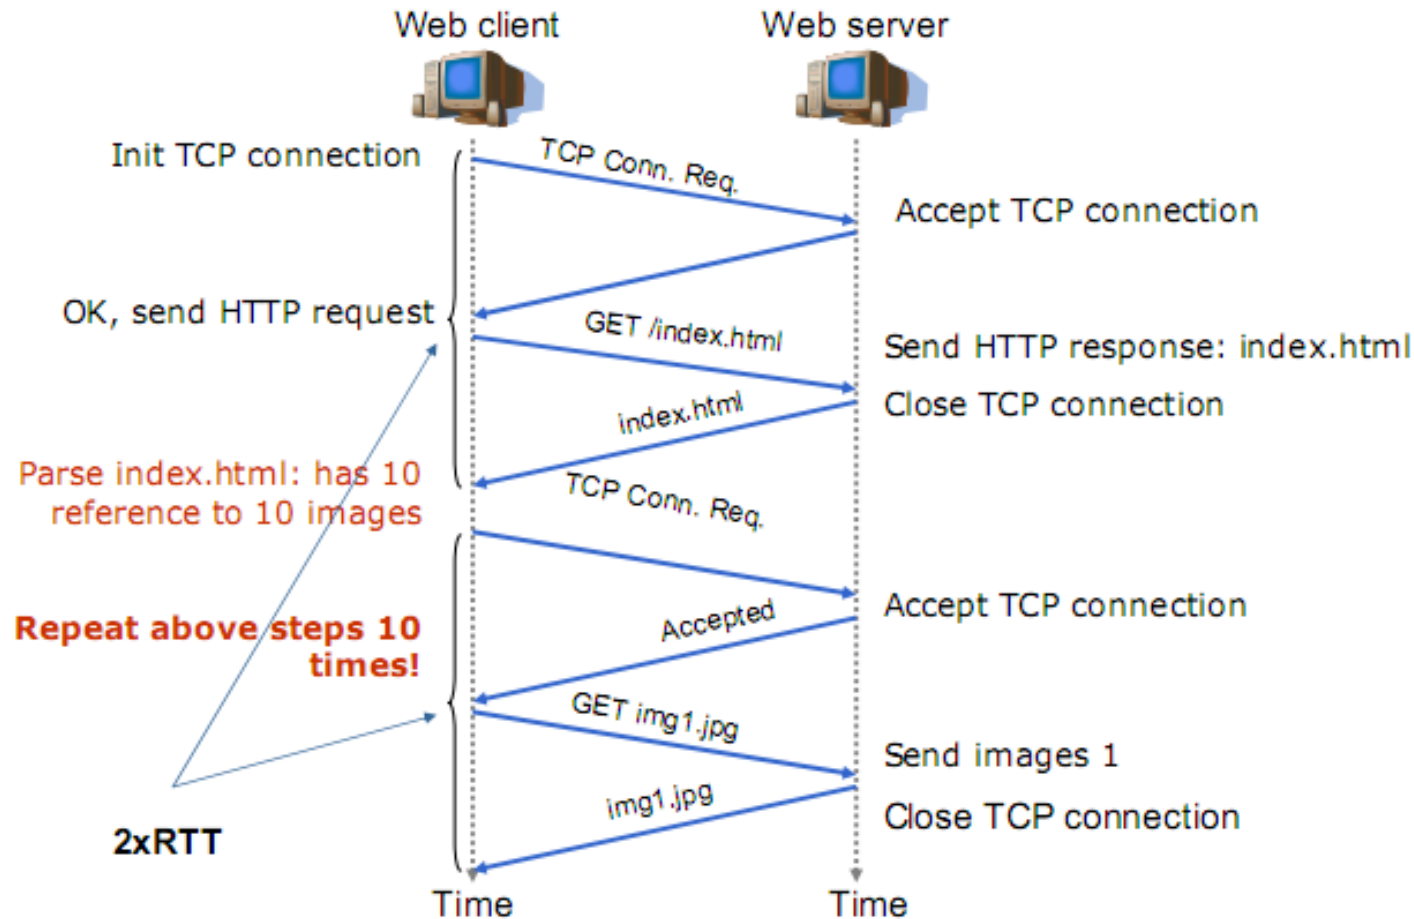 Web client
Web server
Init TCP connection
TCP Conn. Req.
Accept TCP connection
OK, send HTTP request
GET /index.html
Send HTTP response: index.html
index.html
Close TCP connection
Parse index.html: has 10
reference to 10 images
TCP Conn. Req.
Accept TCP connection
Repeat above steps 10
times!
Accepted
GET img1.jpg
Send images 1
img1.jpg
Close TCP connection
2xRTT
Time
Time